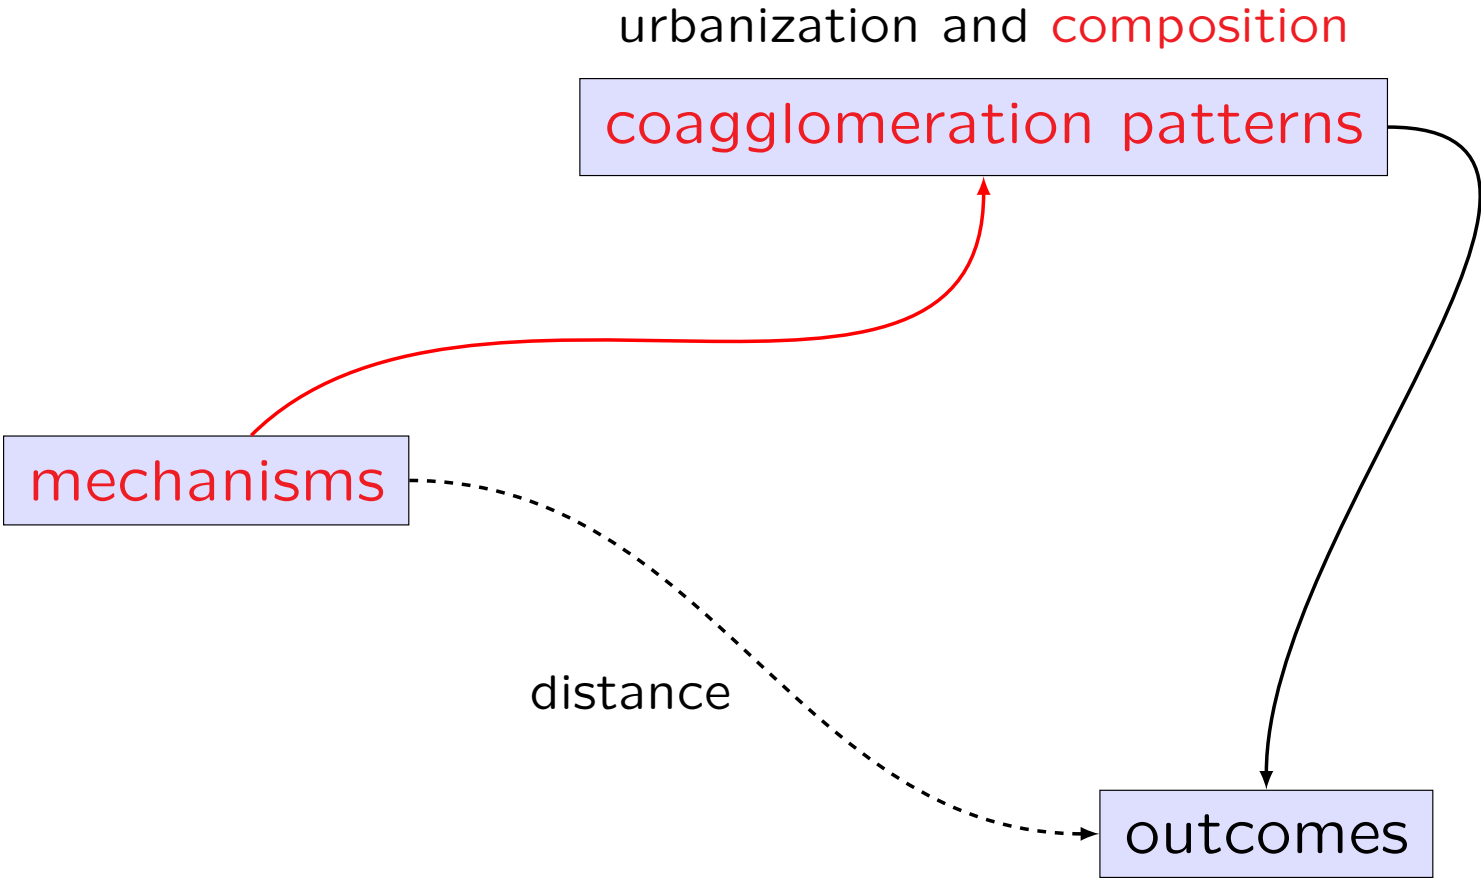 urbanization and composition
coagglomeration patterns
mechanisms
distance
outcomes